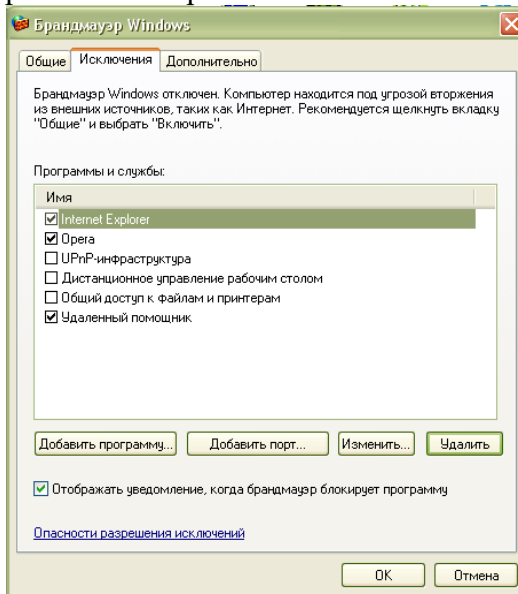 Брандмауэр Windows
Общие Исключения Дополнительно
Брандмауэр Windows отключен. Компьютер находится под угрозой вторжения
из внешних источников, таких как Интернет. Рекомендуется щелкнуть вкладку
"Общие" и выбрать "Включить".
Программы и службы:
Имя
Internet Explorer
Opera
UPnP-инфраструктура
Дистанционное управление рабочим столом
Общий доступ к файлам и принтерам
Удаленный помощник
Добавить программу... Добавить порт... Изменить... Удалить
Отображать уведомление, когда брандмауэр блокирует программу
Опасности разрешения исключений
ОК Отмена